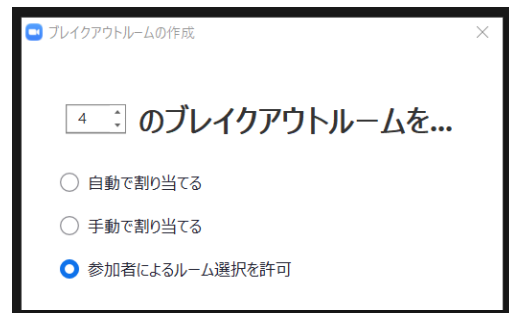 ブレイクアウトルームの作成
4 のブレイクアウトルームを...
自動で割り当てる
手動で割り当てる
参加者によるルーム選択を許可